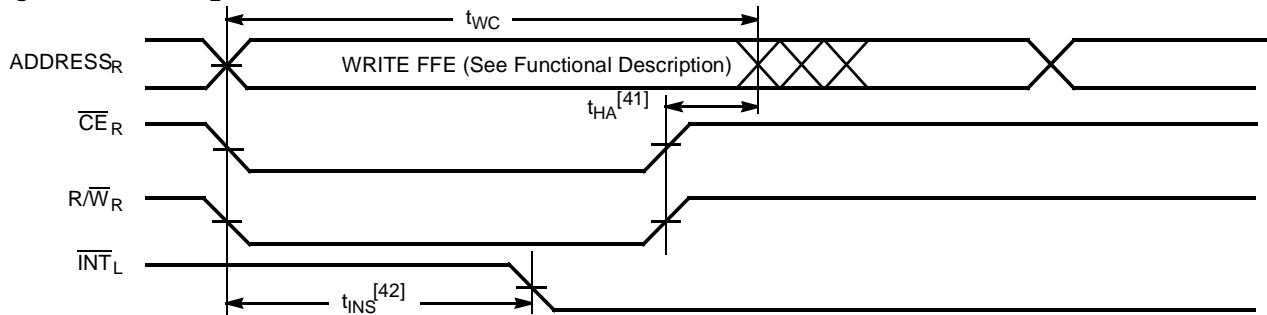 tWC
ADDRESSR
WRITE FFE (See Functional Description)
tHA[41]
CER
R/WR
INTL
tINS[42]